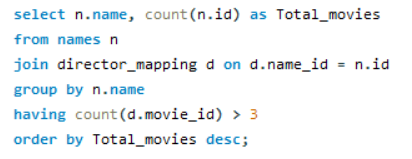 select n.name, count(n.id) as Total_movies
from names n
join director_mapping d on d.name_id = n.id
group by n.name
having count(d.movie_id) > 3
order by Total_movies desc;